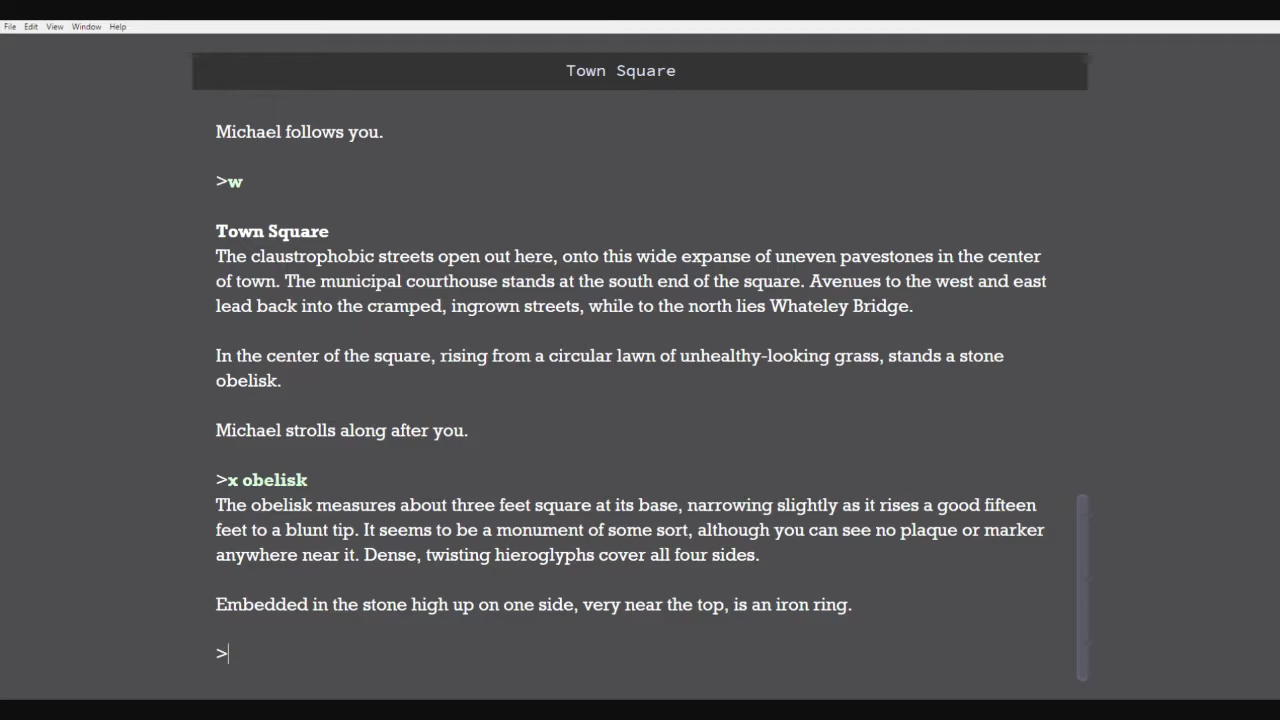 File Edit View Window Help
Town Square
Michael follows you.
>w
Town Square
The claustrophobic streets open out here, onto this wide expanse of uneven pavestones in the center
of town. The municipal courthouse stands at the south end of the square. Avenues to the west and east
lead back into the cramped, ingrown streets, while to the north lies Whateley Bridge.
In the center of the square, rising from a circular lawn of unhealthy-looking grass, stands a stone
obelisk.
Michael strolls along after you.
>x obelisk
The obelisk measures about three feet square at its base, narrowing slightly as it rises a good fifteen
feet to a blunt tip. It seems to be a monument of some sort, although you can see no plaque or marker
anywhere near it. Dense, twisting hieroglyphs cover all four sides.
Embedded in the stone high up on one side, very near the top, is an iron ring.
>